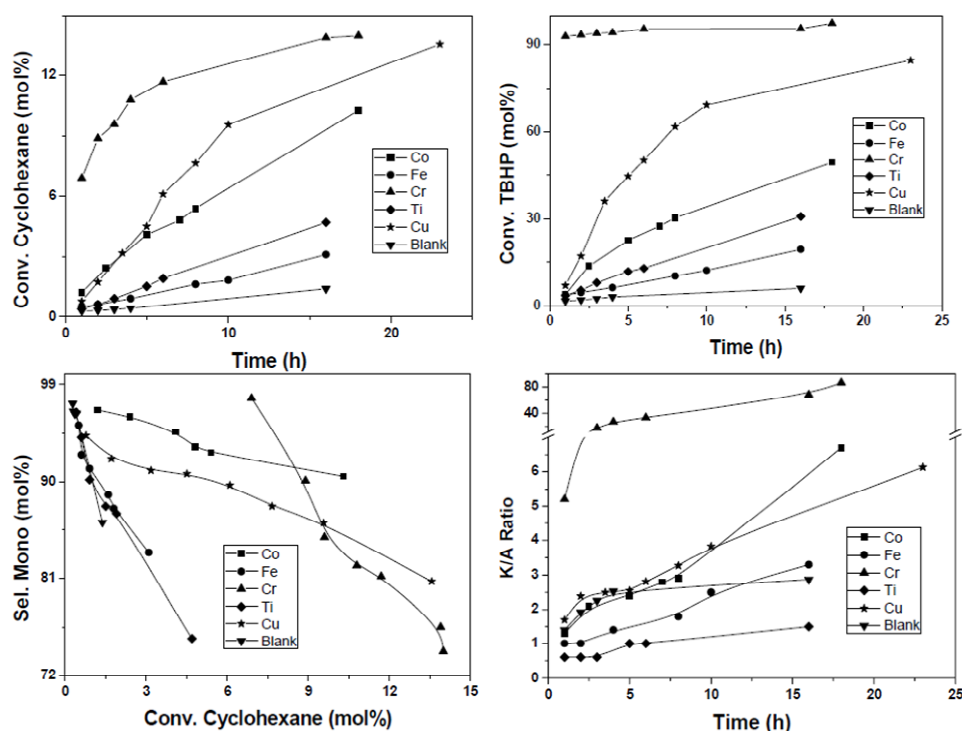 Conv. Cyclohexane (mol%)
12
6
0
0
10
20
Time (h)
Co
Fe
Cr
Ti
Cu
Blank
Conv. TBHP (mol%)
90
60
30
0
0
5
10
15
20
25
Time (h)
Co
Fe
Cr
Ti
Cu
Blank
Sel. Mono (mol%)
99
90
81
72
0
3
6
9
12
15
Conv. Cyclohexane (mol%)
Co
Fe
Cr
Ti
Cu
Blank
K/A Ratio
80
40
6
5
4
3
2
1
0
0
5
10
15
20
25
Time (h)
Co
Fe
Cr
Ti
Cu
Blank